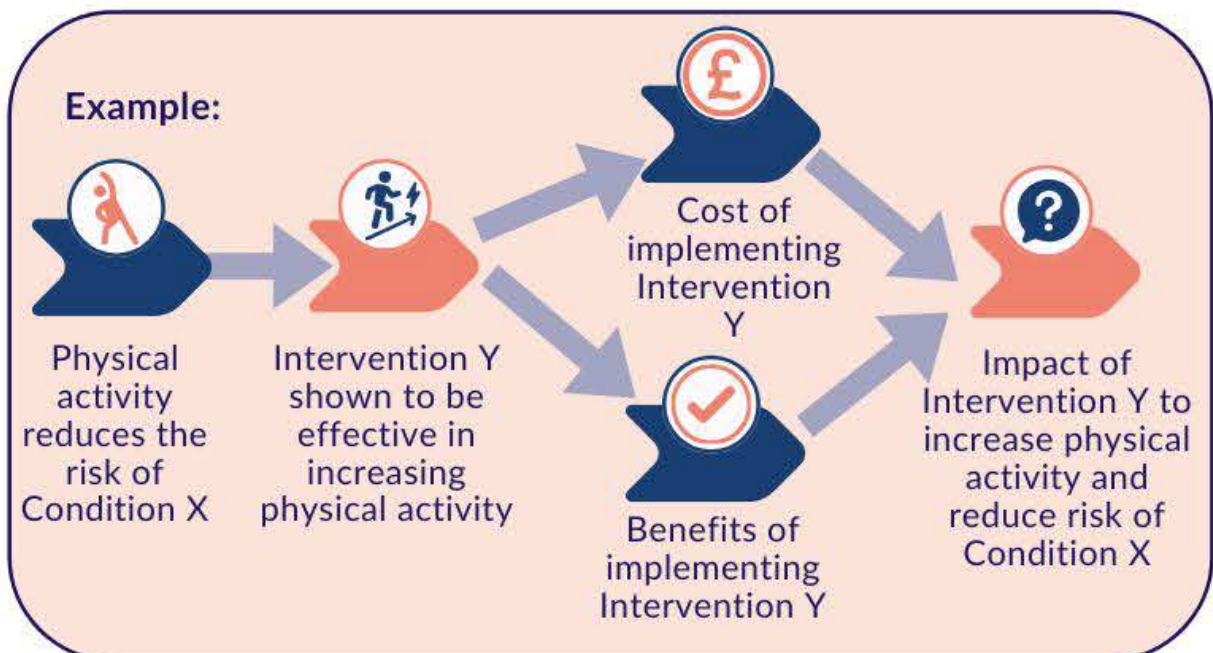 Example:
£
Physical
activity
reduces the
risk of
Condition X
Intervention Y
shown to be
effective in
increasing
physical activity
Cost of
implementing
Intervention
Y
Benefits of
implementing
Intervention Y
?
Impact of
Intervention Y to
increase physical
activity and
reduce risk of
Condition X